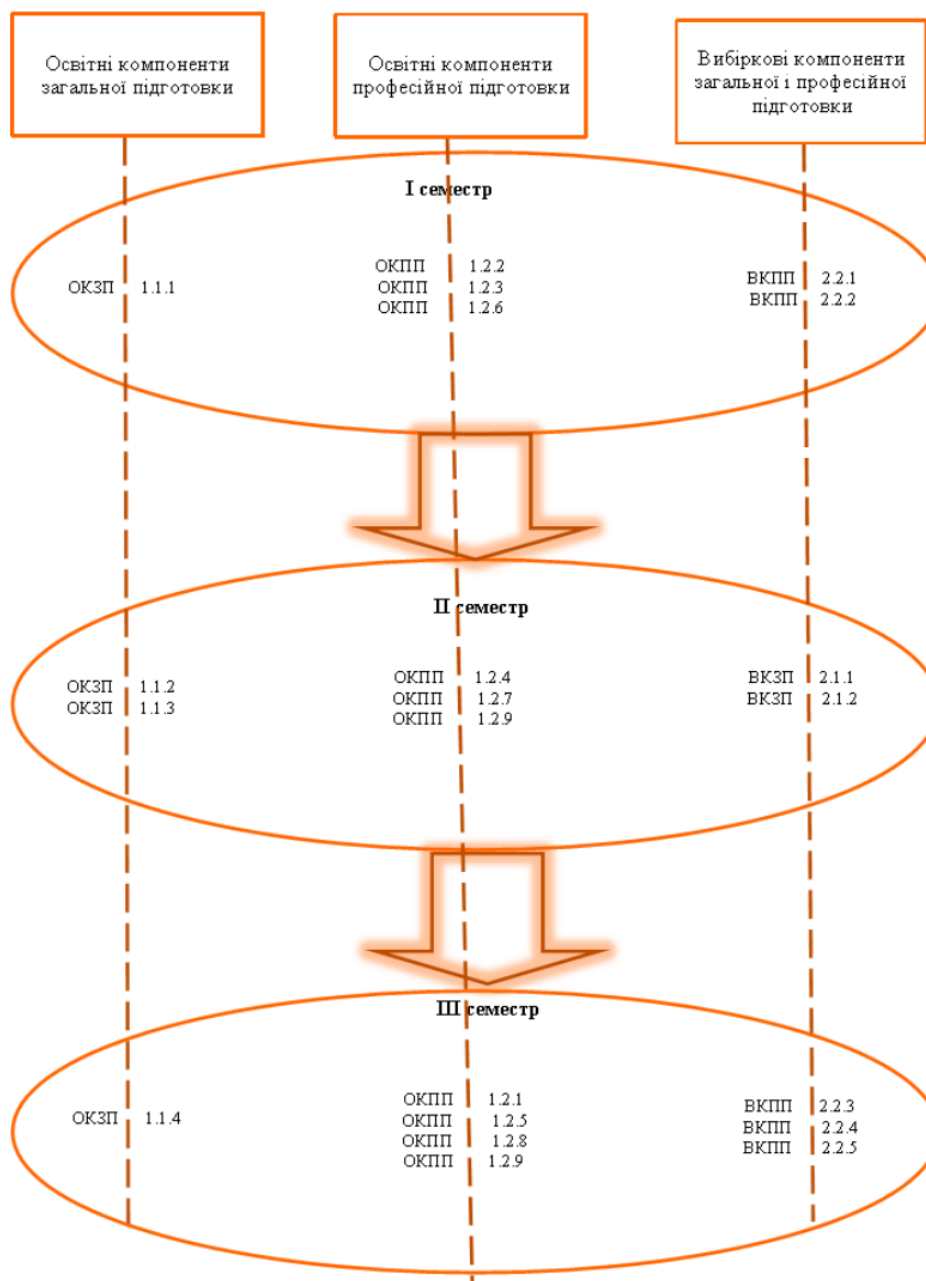 Освітні компоненти
загальної підготовки
Освітні компоненти
професійної підготовки
Вибіркові компоненти
загальної і професійної
підготовки
І семестр
ОКЗП 1.1.1
ОКПП 1.2.2
ОКПП 1.2.3
ОКПП 1.2.6
ВКПП 2.2.1
ВКПП 2.2.2
ІІ семестр
ОКЗП 1.1.2
ОКЗП 1.1.3
ОКПП 1.2.4
ОКПП 1.2.7
ОКПП 1.2.9
ВКЗП 2.1.1
ВКЗП 2.1.2
ІІІ семестр
ОКЗП 1.1.4
ОКПП 1.2.1
ОКПП 1.2.5
ОКПП 1.2.8
ОКПП 1.2.9
ВКПП 2.2.3
ВКПП 2.2.4
ВКПП 2.2.5